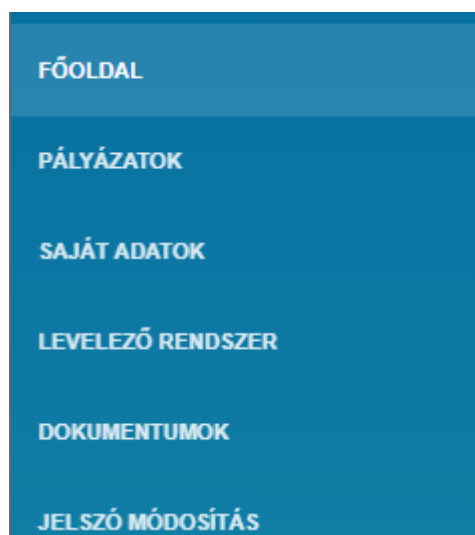 FŐOLDAL
PÁLYÁZATOK
SAJÁT ADATOK
LEVELEZŐ RENDSZER
DOKUMENTUMOK
JELSZÓ MÓDOSÍTÁS